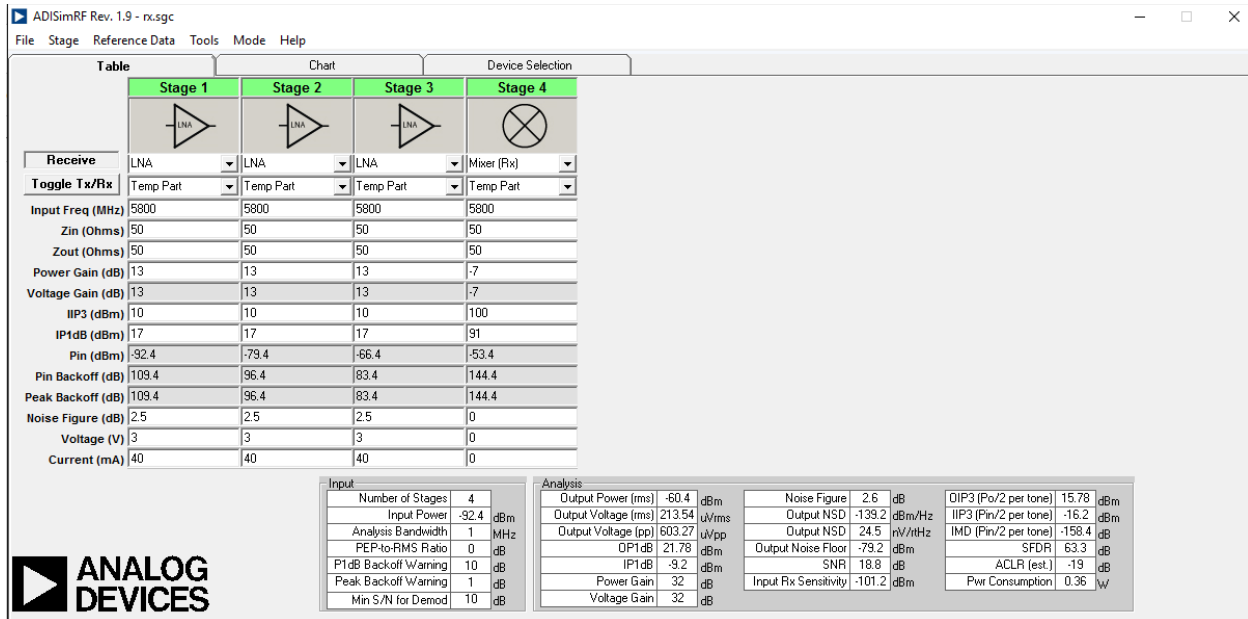 ADISimRF Rev. 1.9 - rx.sgc
File Stage Reference Data Tools Mode Help
Table Chart Device Selection
Stage 1 Stage 2 Stage 3 Stage 4
LNA LNA LNA
Receive LNA LNA LNA Mixer (Rx)
Toggle Tx/Rx Temp Part Temp Part Temp Part Temp Part
Input Freq (MHz) 5800 5800 5800 5800
Zin (Ohms) 50 50 50 50
Zout (Ohms) 50 50 50 50
Power Gain (dB) 13 13 13 -7
Voltage Gain (dB) 13 13 13 -7
IIP3 (dBm) 10 10 10 100
IP1dB (dBm) 17 17 17 91
Pin (dBm) -92.4 -79.4 -66.4 -53.4
Pin Backoff (dB) 109.4 96.4 83.4 144.4
Peak Backoff (dB) 109.4 96.4 83.4 144.4
Noise Figure (dB) 2.5 2.5 2.5 0
Voltage (V) 3 3 3 0
Current (mA) 40 40 40 0
Input
Number of Stages 4
Input Power -92.4 dBm
Analysis Bandwidth 1 MHz
PEP-to-RMS Ratio 0 dB
P1dB Backoff Warning 10 dB
Peak Backoff Warning 1 dB
Min S/N for Demod 10 dB
Analysis
Output Power (rms) -60.4 dBm
Output Voltage (rms) 213.54 uVrms
Output Voltage (pp) 603.27 uVpp
OP1dB 21.78 dBm
IP1dB -9.2 dBm
Power Gain 32 dB
Voltage Gain 32 dB
Noise Figure 2.6 dB
Output NSD -139.2 dBm/Hz
Output NSD 24.5 nV/rtHz
Output Noise Floor -79.2 dBm
SNR 18.8 dB
Input Rx Sensitivity -101.2 dBm
OIP3 (Po/2 per tone) 15.78 dBm
IIP3 (Pin/2 per tone) -16.2 dBm
IMD (Pin/2 per tone) -158.4 dB
SFDR 63.3 dB
ACLR (est.) -19 dB
Pwr Consumption 0.36 W
ANALOG
DEVICES